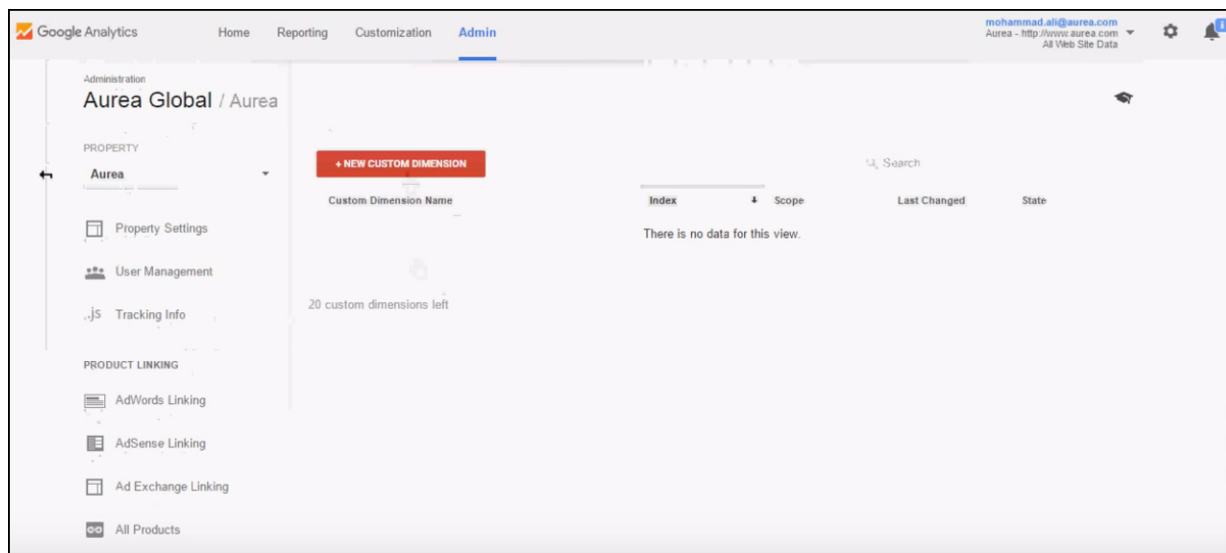 Google Analytics
Home
Reporting
Customization
Admin
mohammad.ali@aurea.com
Aurea - http://www.aurea.com
All Web Site Data
1
Administration
Aurea Global / Aurea
PROPERTY
Aurea
Property Settings
User Management
.js Tracking Info
PRODUCT LINKING
AdWords Linking
AdSense Linking
Ad Exchange Linking
All Products
+ NEW CUSTOM DIMENSION
Search
Custom Dimension Name
Index
Scope
Last Changed
State
There is no data for this view.
20 custom dimensions left